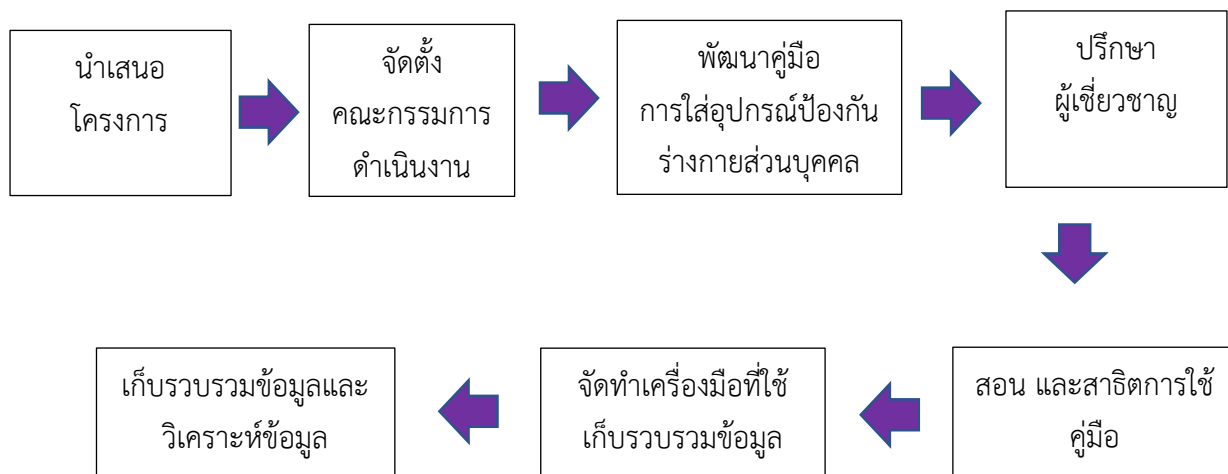 นำเสนอ
โครงการ
จัดตั้ง
คณะกรรมการ
ดำเนินงาน
พัฒนาคู่มือ
การใส่อุปกรณ์ป้องกัน
ร่างกายส่วนบุคคล
ปรึกษา
ผู้เชี่ยวชาญ
สอน และสาธิตการใช้
คู่มือ
จัดทำเครื่องมือที่ใช้
เก็บรวบรวมข้อมูล
เก็บรวบรวมข้อมูลและ
วิเคราะห์ข้อมูล